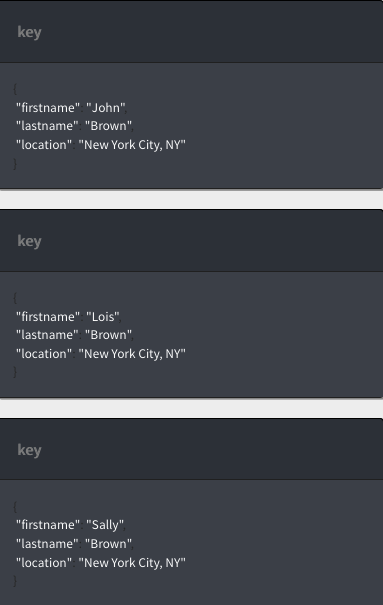 key
{
"firstname": "John",
"lastname": "Brown",
"location": "New York City, NY"
}
key
{
"firstname": "Lois",
"lastname": "Brown",
"location": "New York City, NY"
}
key
{
"firstname": "Sally",
"lastname": "Brown",
"location": "New York City, NY"
}